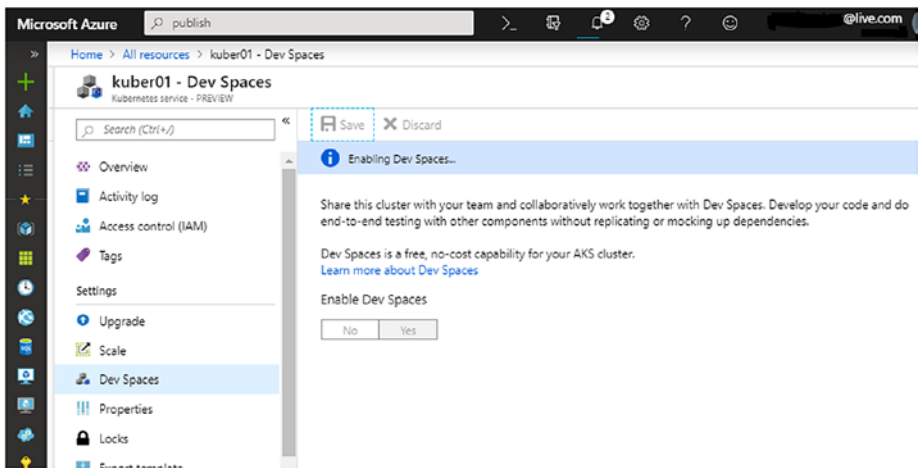 Microsoft Azure
publish
2
@live.com
Home > All resources > kuber01 - Dev Spaces
kuber01 - Dev Spaces
Kubernetes service - PREVIEW
Search (Ctrl+/)
Save
Discard
Enabling Dev Spaces...
Overview
Activity log
Access control (IAM)
Tags
Settings
Upgrade
Scale
Dev Spaces
Properties
Locks
Export template
Share this cluster with your team and collaboratively work together with Dev Spaces. Develop your code and do
end-to-end testing with other components without replicating or mocking up dependencies.
Dev Spaces is a free, no-cost capability for your AKS cluster.
Learn more about Dev Spaces
Enable Dev Spaces
No
Yes